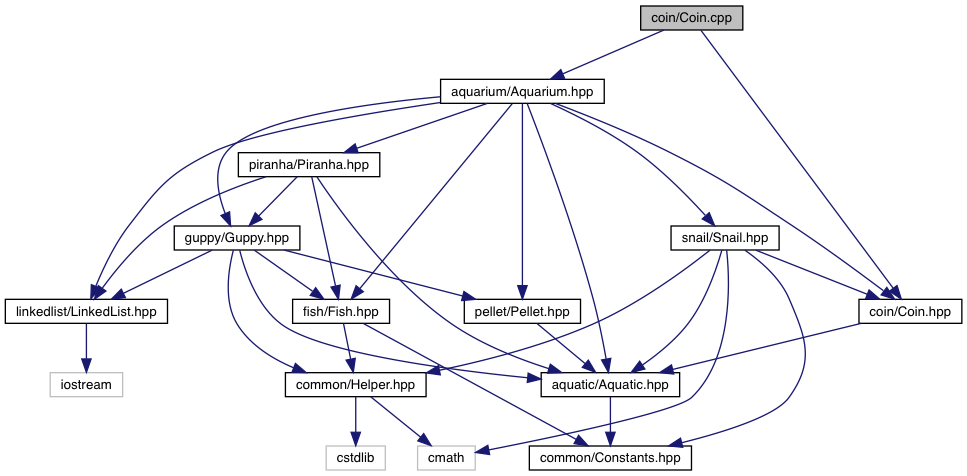 coin/Coin.cpp
aquarium/Aquarium.hpp
piranha/Piranha.hpp
guppy/Guppy.hpp
snail/Snail.hpp
linkedlist/LinkedList.hpp
fish/Fish.hpp
pellet/Pellet.hpp
coin/Coin.hpp
iostream
common/Helper.hpp
aquatic/Aquatic.hpp
cstdlib
cmath
common/Constants.hpp